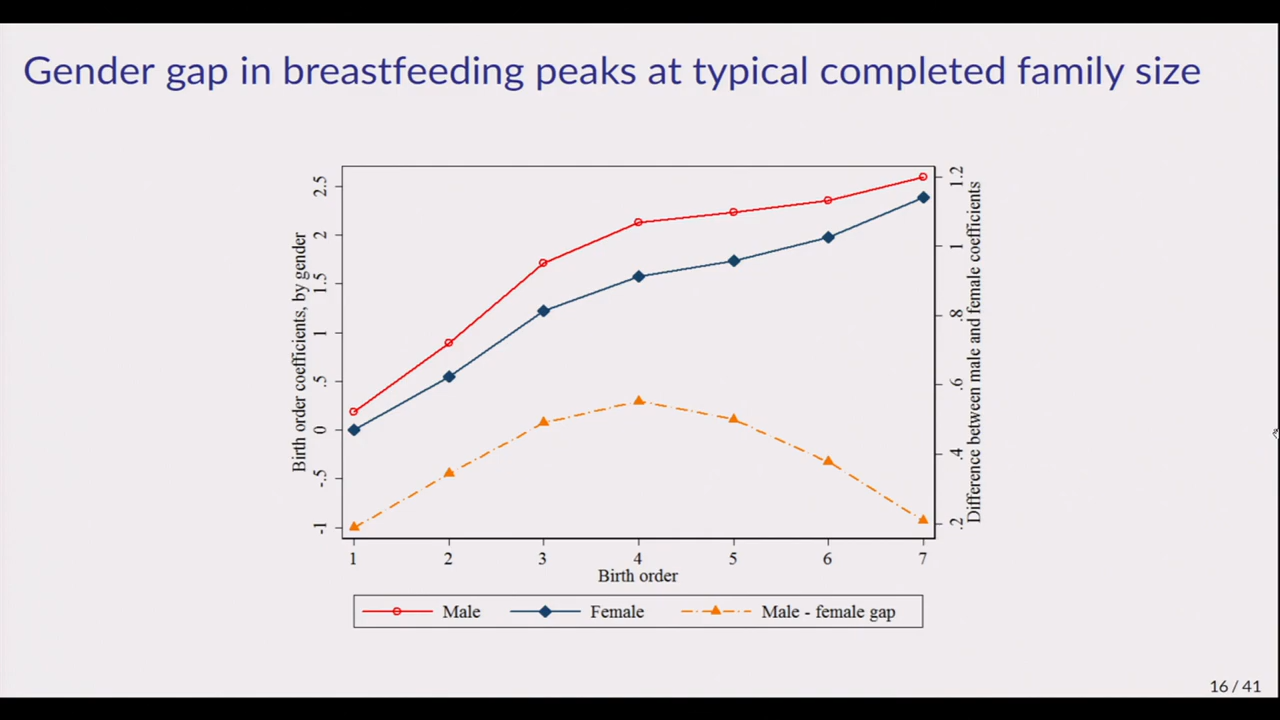 Gender gap in breastfeeding peaks at typical completed family size
Birth order coefficients, by gender
2.5
2
1.5
1
.5
0
-.5
-1
1.2
1
.8
.6
.4
.2
Difference between male and female coefficients
1 2 3 4 5 6 7
Birth order
Male Female Male - female gap
16 / 41